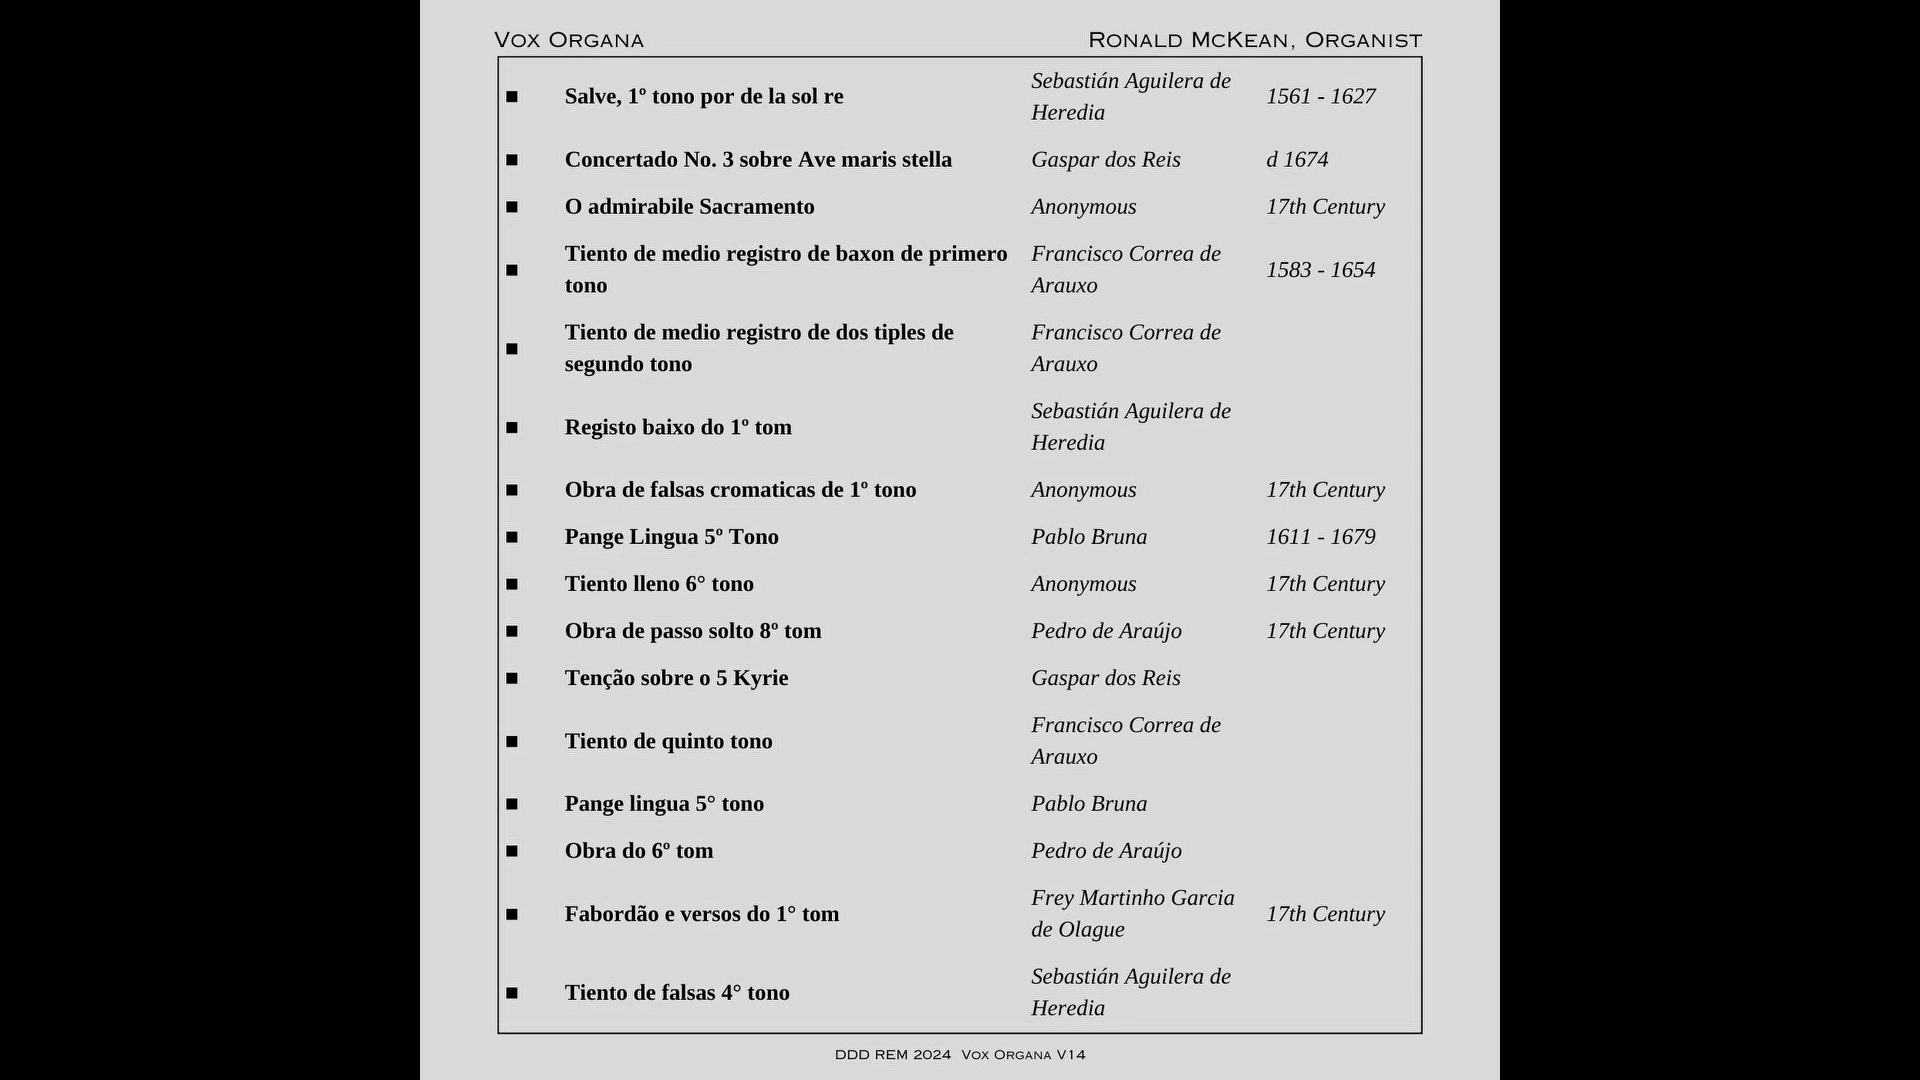 Vox Organa
Ronald McKean, Organist
■ Salve, 1º tono por de la sol re Sebastián Aguilera de Heredia 1561 - 1627
■ Concertado No. 3 sobre Ave maris stella Gaspar dos Reis d 1674
■ O admirabile Sacramento Anonymous 17th Century
■ Tiento de medio registro de baxon de primero tono Francisco Correa de Arauxo 1583 - 1654
■ Tiento de medio registro de dos tiples de segundo tono Francisco Correa de Arauxo
■ Registo baixo do 1º tom Sebastián Aguilera de Heredia
■ Obra de falsas cromaticas de 1º tono Anonymous 17th Century
■ Pange Lingua 5º Tono Pablo Bruna 1611 - 1679
■ Tiento lleno 6° tono Anonymous 17th Century
■ Obra de passo solto 8º tom Pedro de Araújo 17th Century
■ Tenção sobre o 5 Kyrie Gaspar dos Reis
■ Tiento de quinto tono Francisco Correa de Arauxo
■ Pange lingua 5° tono Pablo Bruna
■ Obra do 6º tom Pedro de Araújo
■ Fabordão e versos do 1° tom Frey Martinho Garcia de Olague 17th Century
■ Tiento de falsas 4° tono Sebastián Aguilera de Heredia
DDD REM 2024 Vox Organa V14